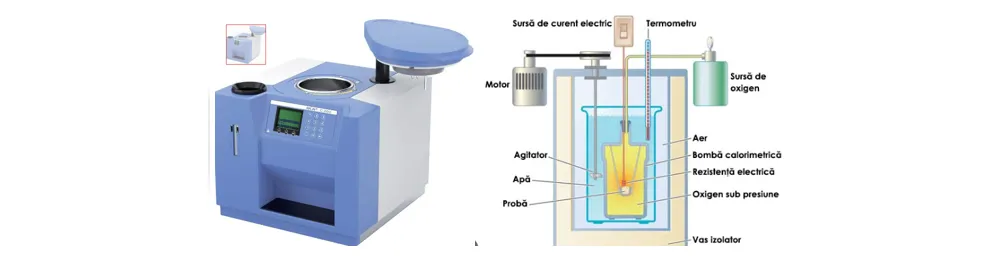 Sursă de curent electric
Termometru
Motor
Sursă de
oxigen
Aer
Agitator
Bombă calorimetrică
Rezistență electrică
Apă
Probă
Oxigen sub presiune
Vas izolator